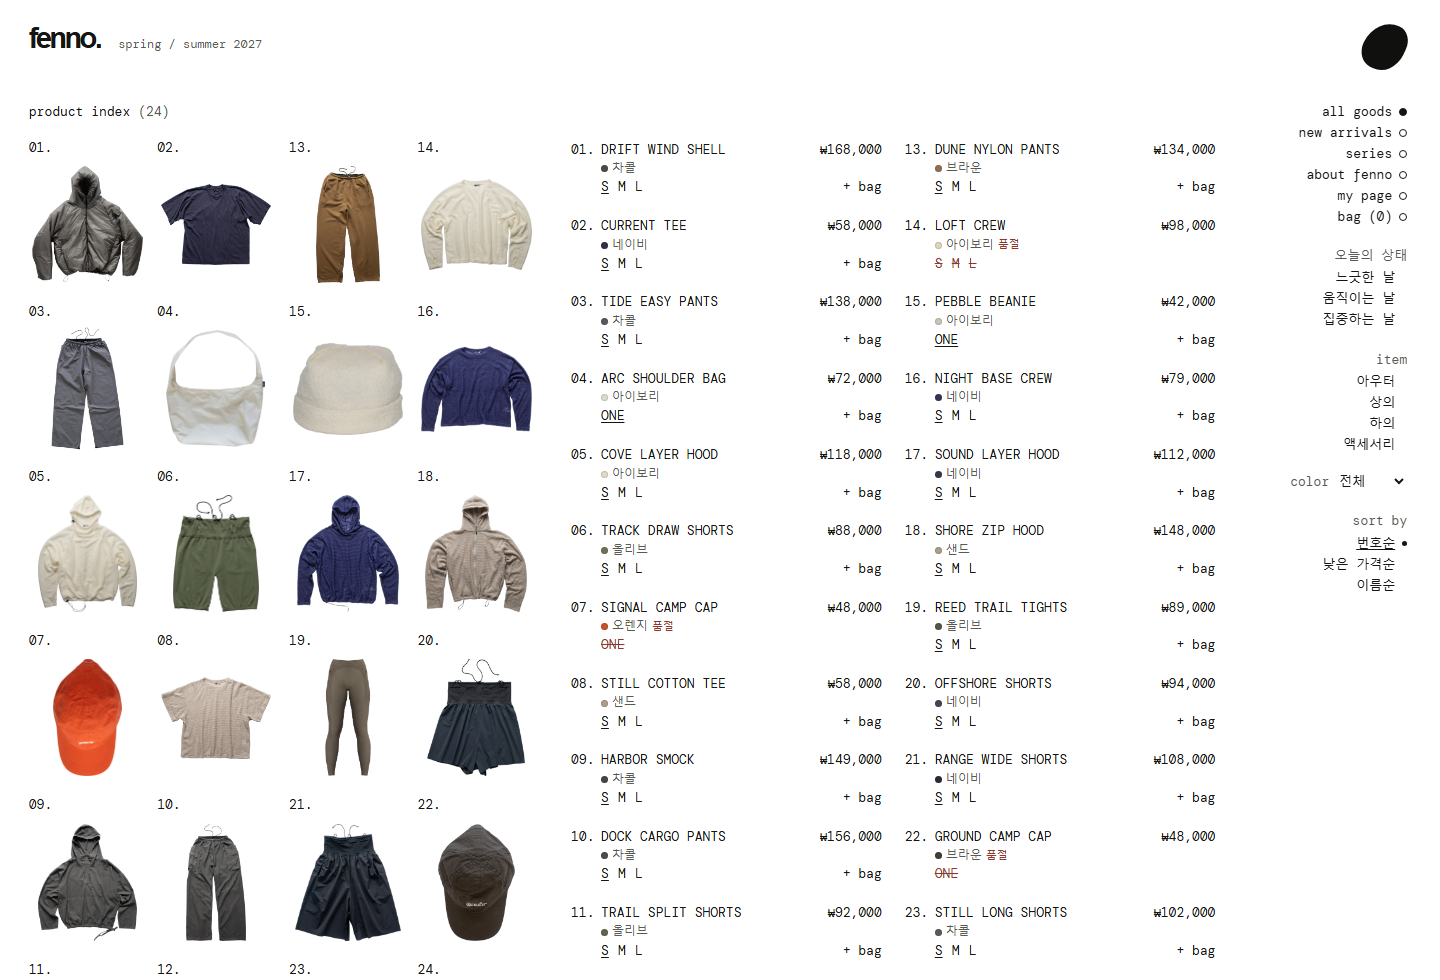 fenno. spring / summer 2027
product index (24)
01. 02. 13. 14.
03. 04. 15. 16.
05. 06. 17. 18.
07. 08. 19. 20.
09. 10. 21. 22.
11. 12. 23. 24.
01. DRIFT WIND SHELL ₩168,000
차콜
S M L + bag
02. CURRENT TEE ₩58,000
네이비
S M L + bag
03. TIDE EASY PANTS ₩138,000
차콜
S M L + bag
04. ARC SHOULDER BAG ₩72,000
아이보리
ONE + bag
05. COVE LAYER HOOD ₩118,000
아이보리
S M L + bag
06. TRACK DRAW SHORTS ₩88,000
올리브
S M L + bag
07. SIGNAL CAMP CAP ₩48,000
오렌지 품절
ONE
08. STILL COTTON TEE ₩58,000
샌드
S M L + bag
09. HARBOR SMOCK ₩149,000
차콜
S M L + bag
10. DOCK CARGO PANTS ₩156,000
차콜
S M L + bag
11. TRAIL SPLIT SHORTS ₩92,000
올리브
S M L + bag
13. DUNE NYLON PANTS ₩134,000
브라운
S M L + bag
14. LOFT CREW ₩98,000
아이보리 품절
S M L
15. PEBBLE BEANIE ₩42,000
아이보리
ONE + bag
16. NIGHT BASE CREW ₩79,000
네이비
S M L + bag
17. SOUND LAYER HOOD ₩112,000
네이비
S M L + bag
18. SHORE ZIP HOOD ₩148,000
샌드
S M L + bag
19. REED TRAIL TIGHTS ₩89,000
올리브
S M L + bag
20. OFFSHORE SHORTS ₩94,000
네이비
S M L + bag
21. RANGE WIDE SHORTS ₩108,000
네이비
S M L + bag
22. GROUND CAMP CAP ₩48,000
브라운 품절
ONE
23. STILL LONG SHORTS ₩102,000
차콜
S M L + bag
all goods
new arrivals
series
about fenno
my page
bag (0)
오늘의 상태
느긋한 날
움직이는 날
집중하는 날
item
아우터
상의
하의
액세서리
color 전체
sort by
번호순
낮은 가격순
이름순